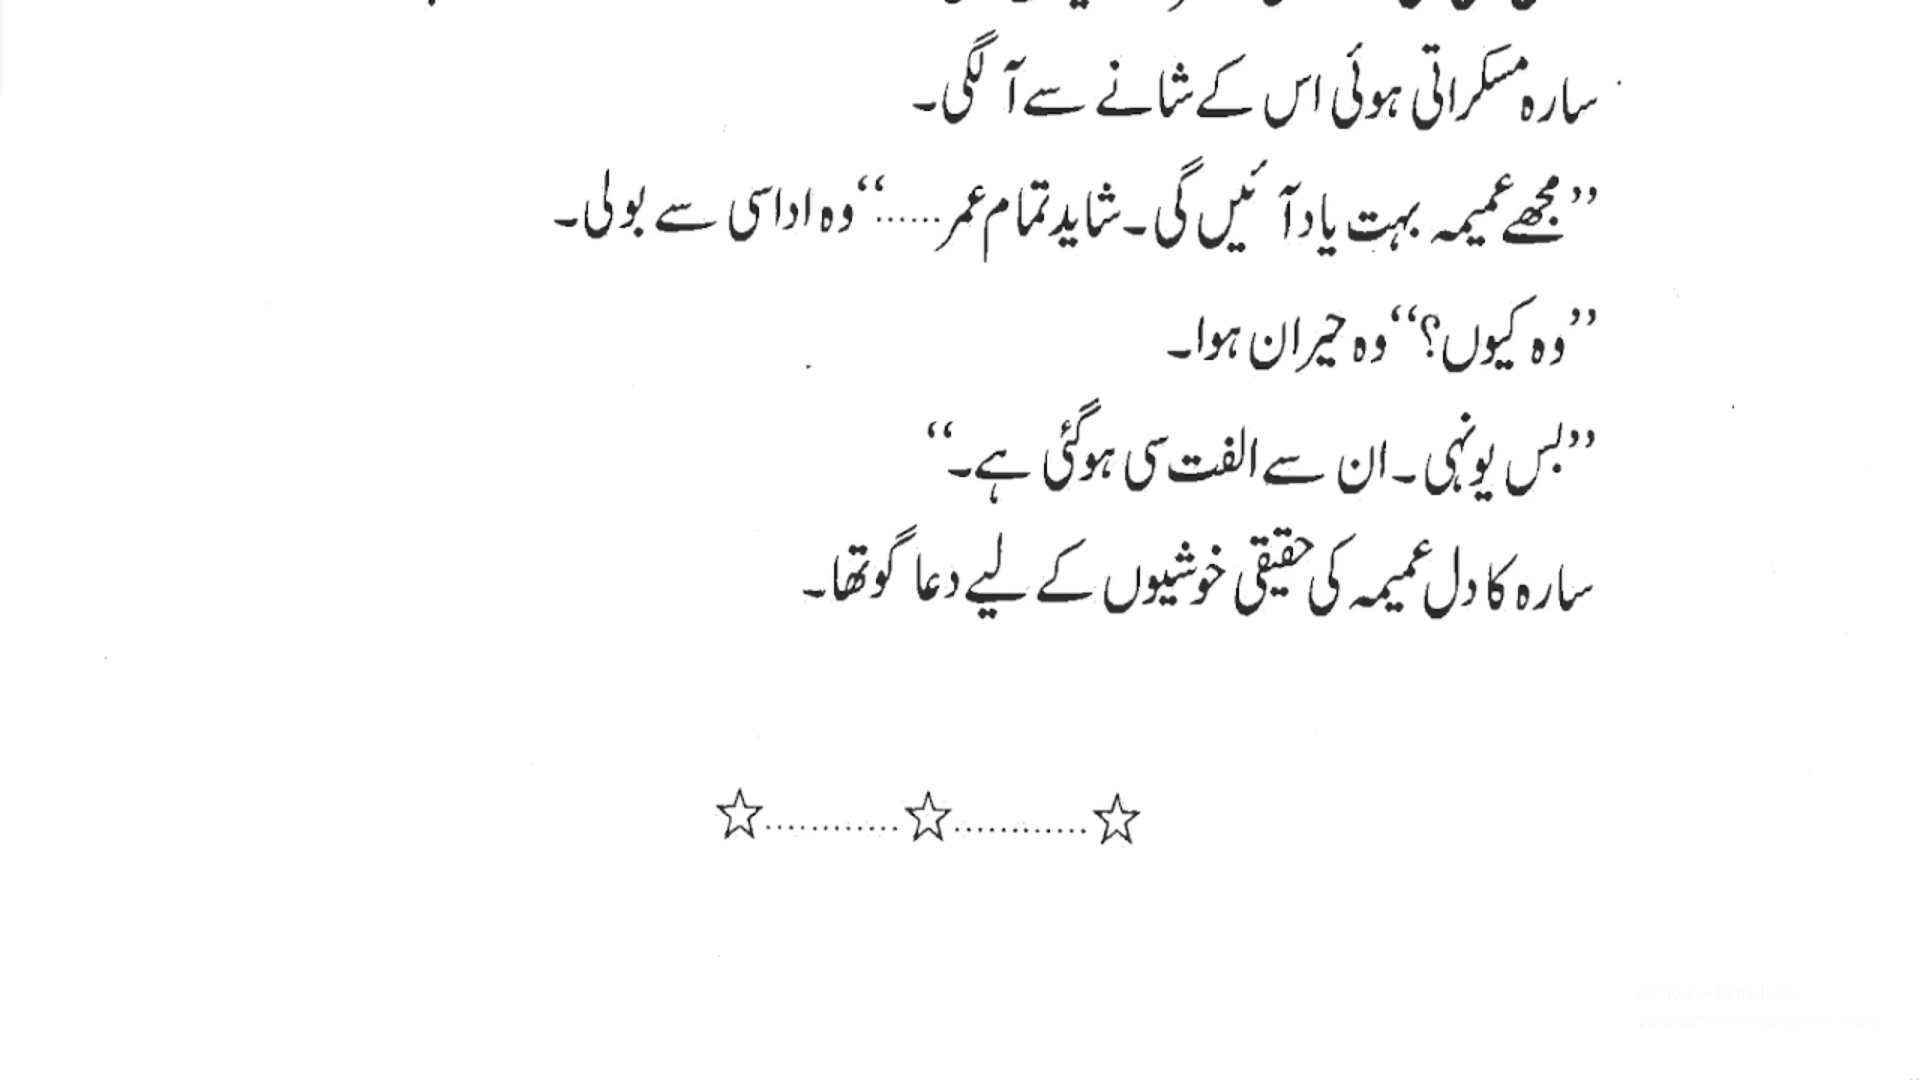 سارہ مسکراتی ہوئی اس کے شانے سے آ لگی۔
’’مجھے عمیمہ بہت یاد آئیں گی۔ شاید تمام عمر......‘‘ وہ اداسی سے بولی۔
’’وہ کیوں؟‘‘ وہ حیران ہوا۔
’’بس یونہی۔ ان سے الفت سی ہوگئی ہے۔‘‘
سارہ کا دل عمیمہ کی حقیقی خوشیوں کے لیے دعا گو تھا۔
☆............☆............☆